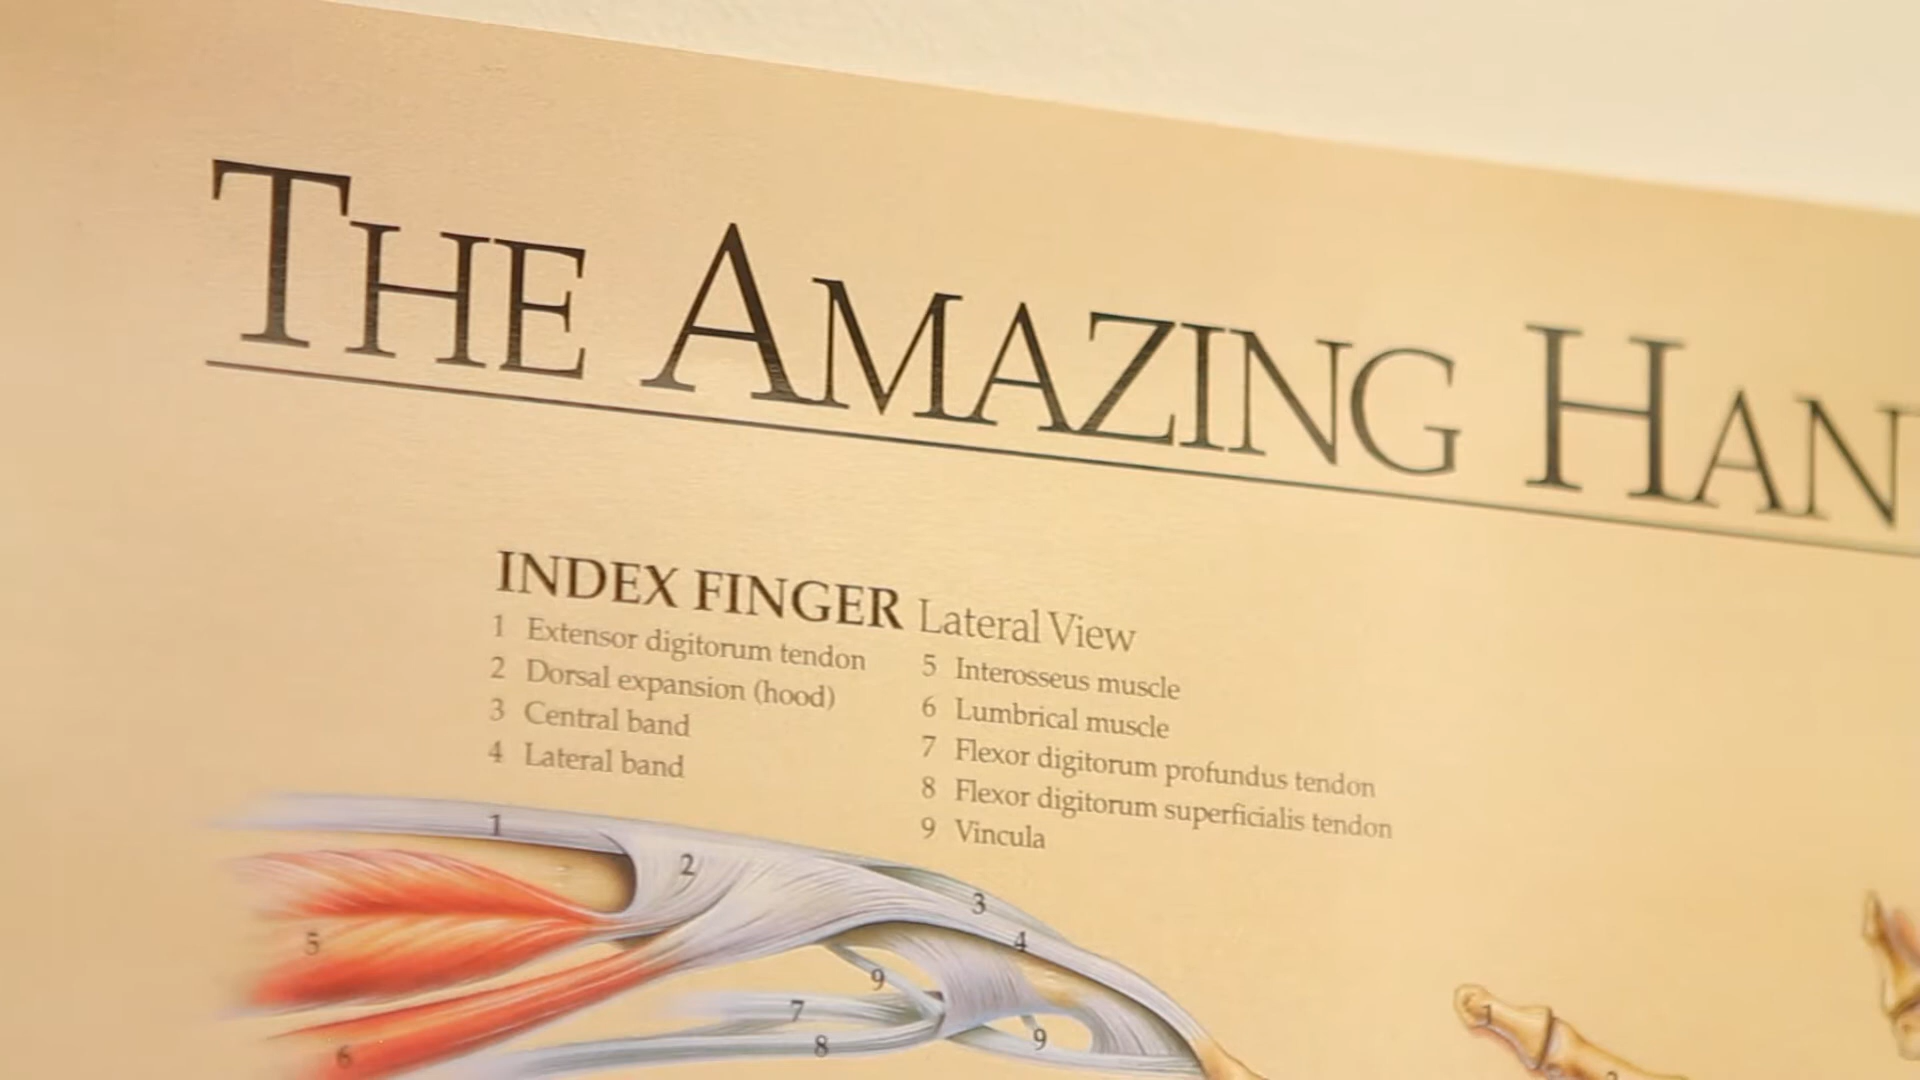 THE AMAZING HAN
INDEX FINGER Lateral View
1 Extensor digitorum tendon
2 Dorsal expansion (hood)
3 Central band
4 Lateral band
5 Interosseus muscle
6 Lumbrical muscle
7 Flexor digitorum profundus tendon
8 Flexor digitorum superficialis tendon
9 Vincula
1
2
3
4
5
9
7
8
9
6
1
2